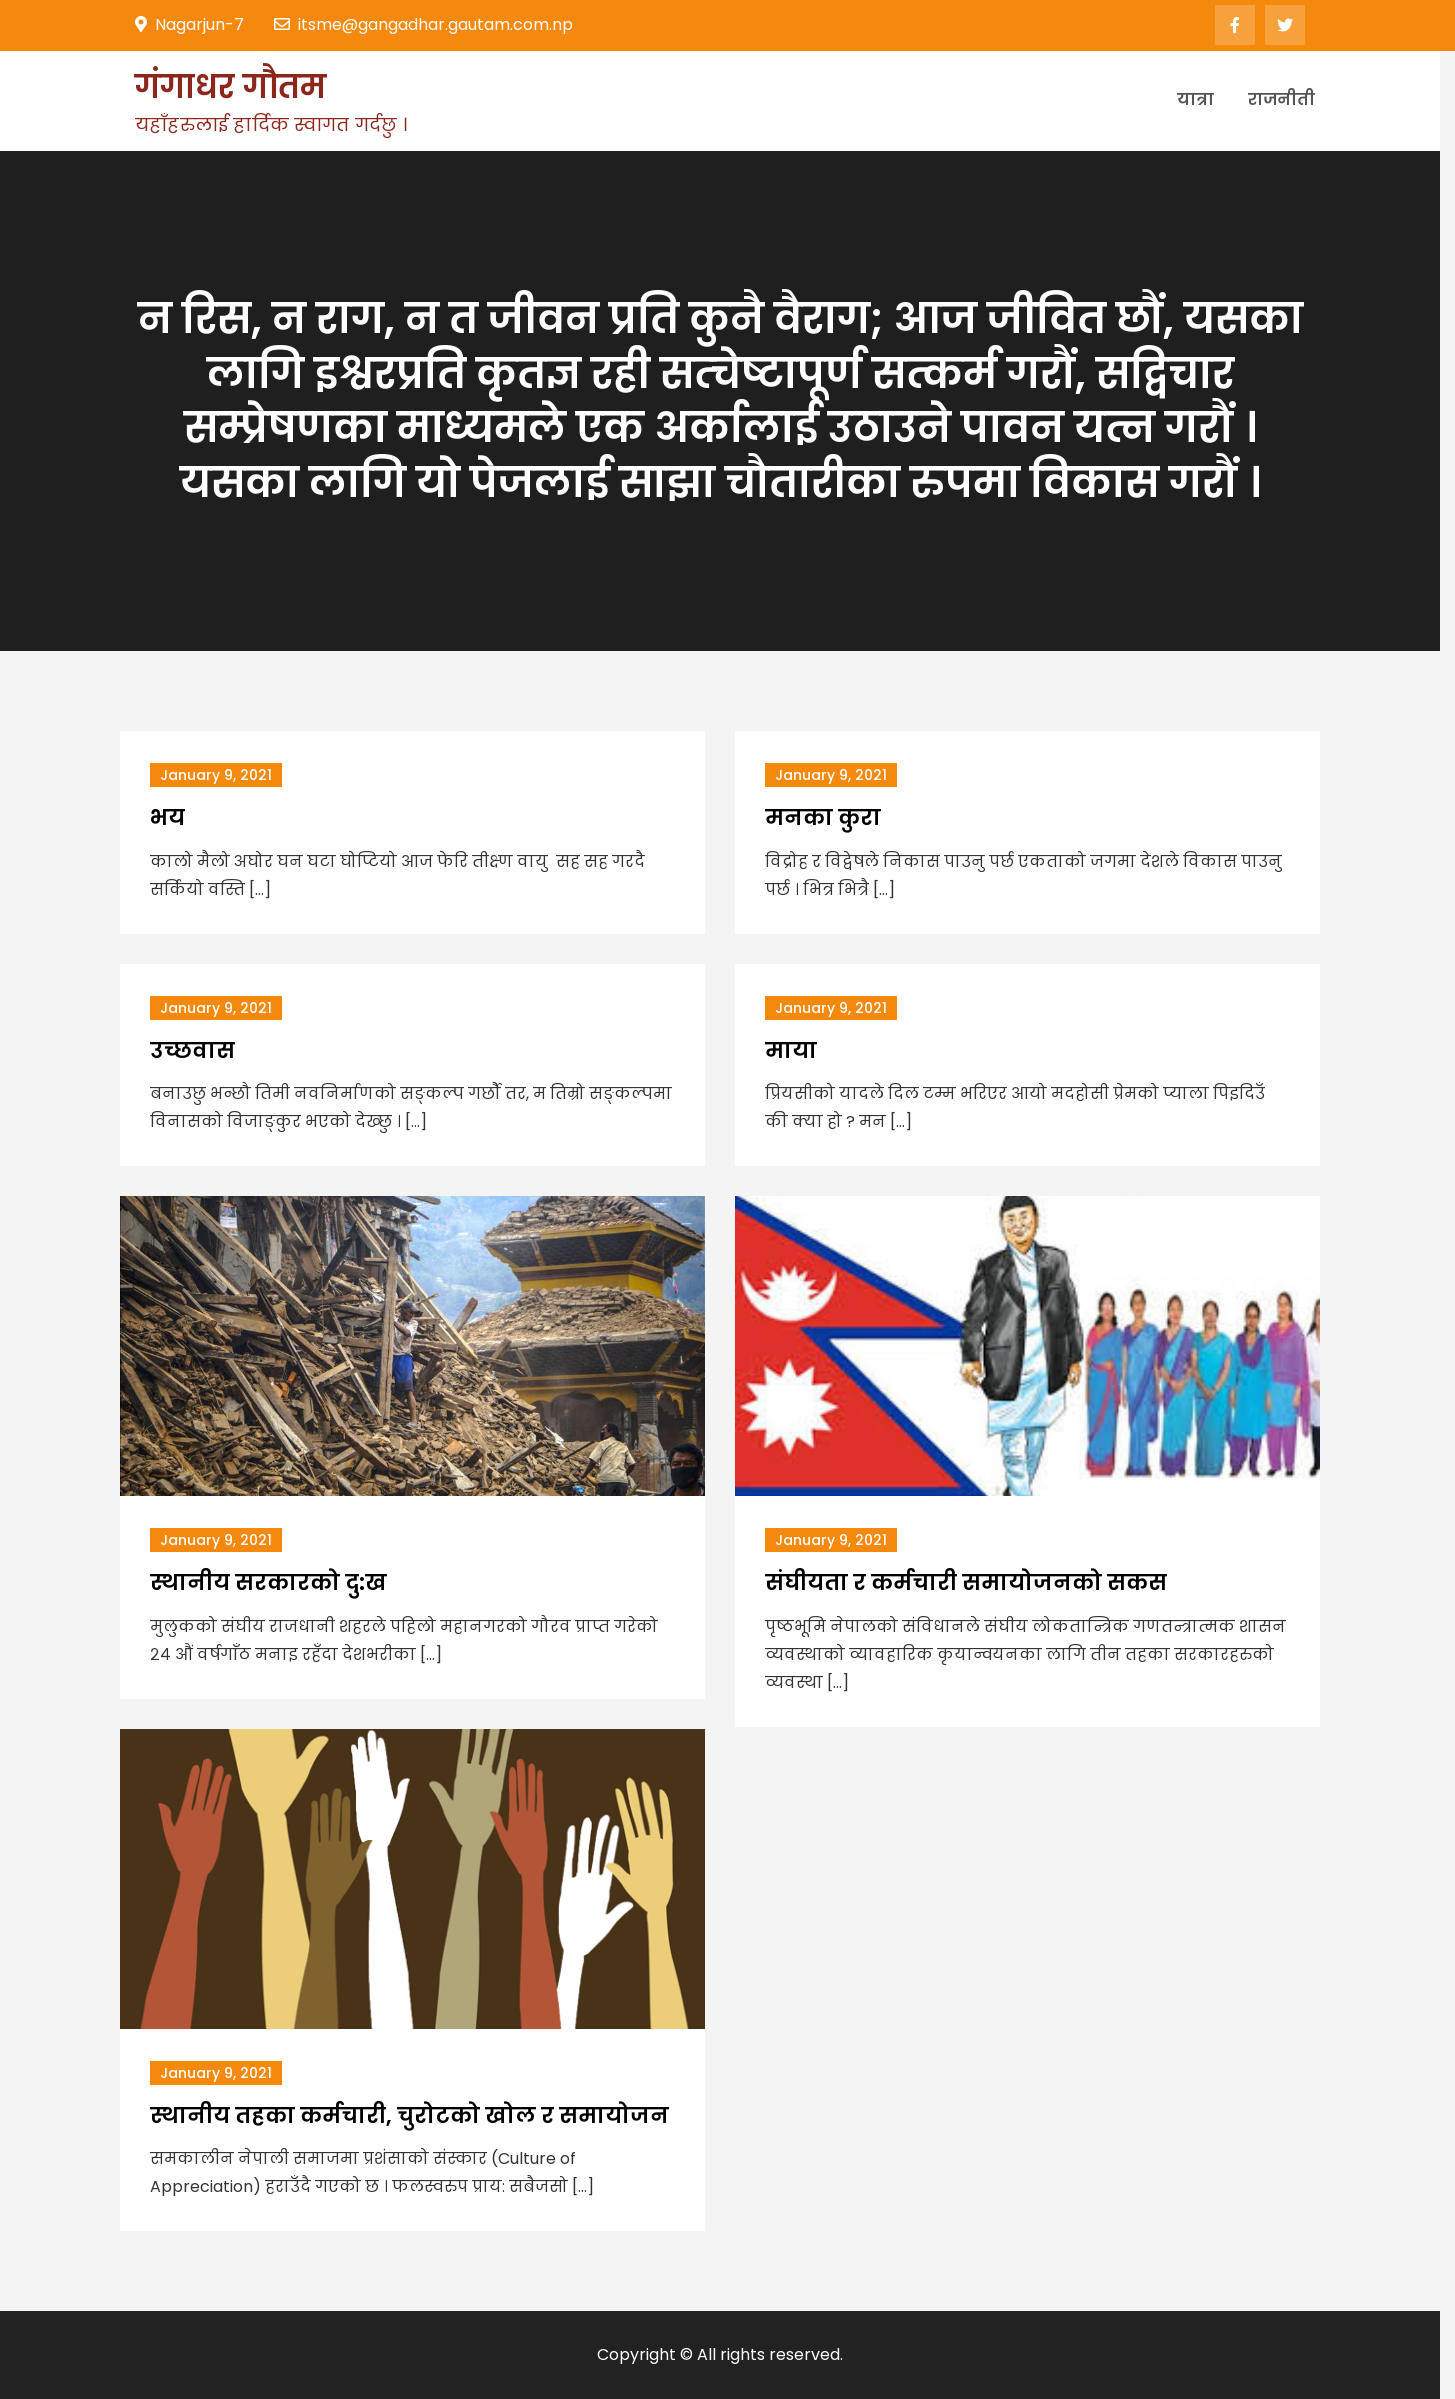 Nagarjun-7 itsme@gangadhar.gautam.com.np
गंगाधर गौतम
यहाँहरुलाई हार्दिक स्वागत गर्दछु ।
यात्रा राजनीती
न रिस, न राग, न त जीवन प्रति कुनै वैराग; आज जीवित छौं, यसका
लागि इश्वरप्रति कृतज्ञ रही सत्चेष्टापूर्ण सत्कर्म गरौं, सद्विचार
सम्प्रेषणका माध्यमले एक अर्कालाई उठाउने पावन यत्न गरौं ।
यसका लागि यो पेजलाई साझा चौतारीका रुपमा विकास गरौं ।
January 9, 2021
भय
कालो मैलो अघोर घन घटा घोप्टियो आज फेरि तीक्ष्ण वायु  सह सह गरदै
सर्कियो वस्ति [...]
January 9, 2021
मनका कुरा
विद्रोह र विद्वेषले निकास पाउनु पर्छ एकताको जगमा देशले विकास पाउनु
पर्छ । भित्र भित्रै [...]
January 9, 2021
उच्छवास
बनाउछु भन्छौ तिमी नवनिर्माणको सङ्कल्प गर्छौ तर, म तिम्रो सङ्कल्पमा
विनासको विजाङ्कुर भएको देख्छु । [...]
January 9, 2021
माया
प्रियसीको यादले दिल टम्म भरिएर आयो मदहोसी प्रेमको प्याला पिइदिउँ
की क्या हो ? मन [...]
January 9, 2021
स्थानीय सरकारको दु:ख
मुलुकको संघीय राजधानी शहरले पहिलो महानगरको गौरव प्राप्त गरेको
२४ औं वर्षगाँठ मनाइ रहँदा देशभरीका [...]
January 9, 2021
संघीयता र कर्मचारी समायोजनको सकस
पृष्ठभूमि नेपालको संविधानले संघीय लोकतान्त्रिक गणतन्त्रात्मक शासन
व्यवस्थाको व्यावहारिक कृयान्वयनका लागि तीन तहका सरकारहरुको
व्यवस्था [...]
January 9, 2021
स्थानीय तहका कर्मचारी, चुरोटको खोल र समायोजन
समकालीन नेपाली समाजमा प्रशंसाको संस्कार (Culture of
Appreciation) हराउँदै गएको छ । फलस्वरुप प्राय: सबैजसो [...]
Copyright © All rights reserved.